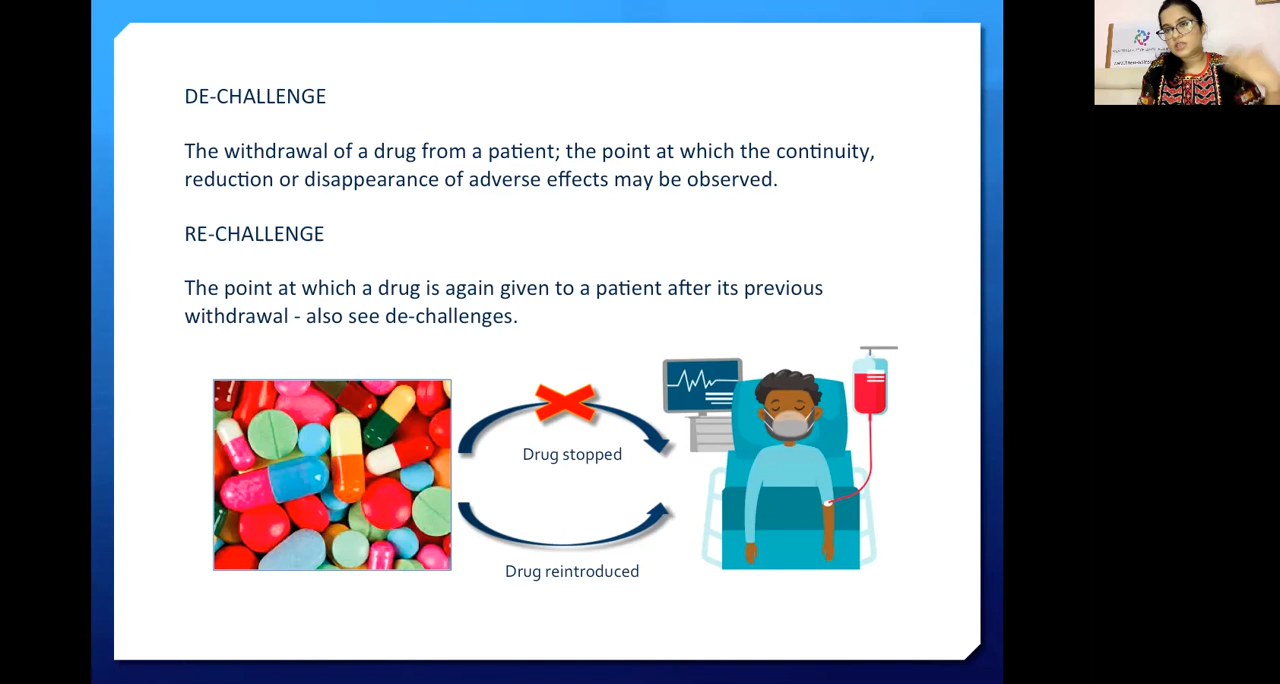 DE-CHALLENGE
The withdrawal of a drug from a patient; the point at which the continuity,
reduction or disappearance of adverse effects may be observed.
RE-CHALLENGE
The point at which a drug is again given to a patient after its previous
withdrawal - also see de-challenges.
Drug stopped
Drug reintroduced